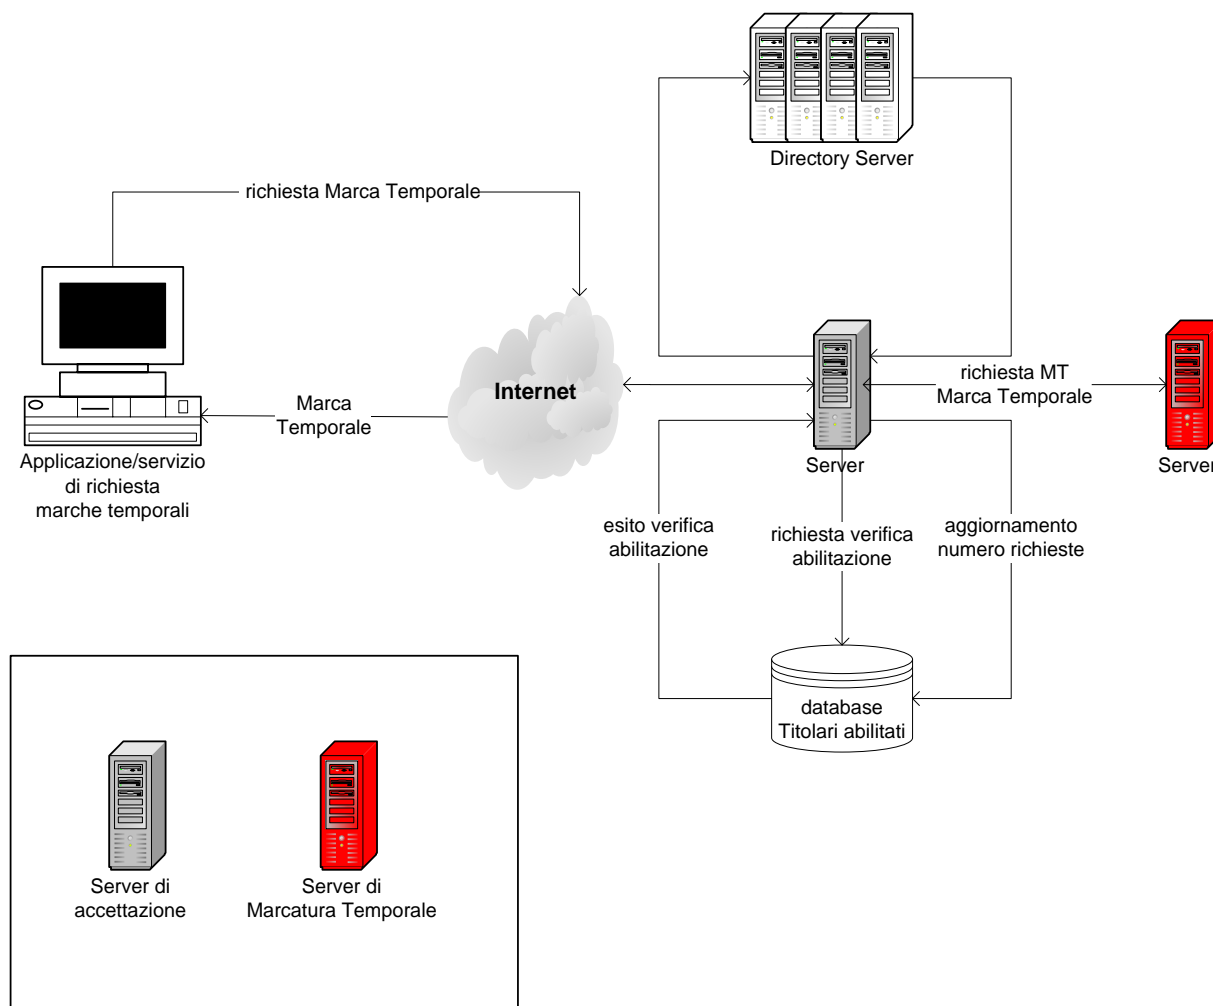 Directory Server
richiesta Marca Temporale
Internet
richiesta MT
Marca Temporale
Marca
Temporale
Applicazione/servizio
di richiesta
marche temporali
Server
Server
esito verifica
abilitazione
richiesta verifica
abilitazione
aggiornamento
numero richieste
database
Titolari abilitati
Server di
accettazione
Server di
Marcatura Temporale